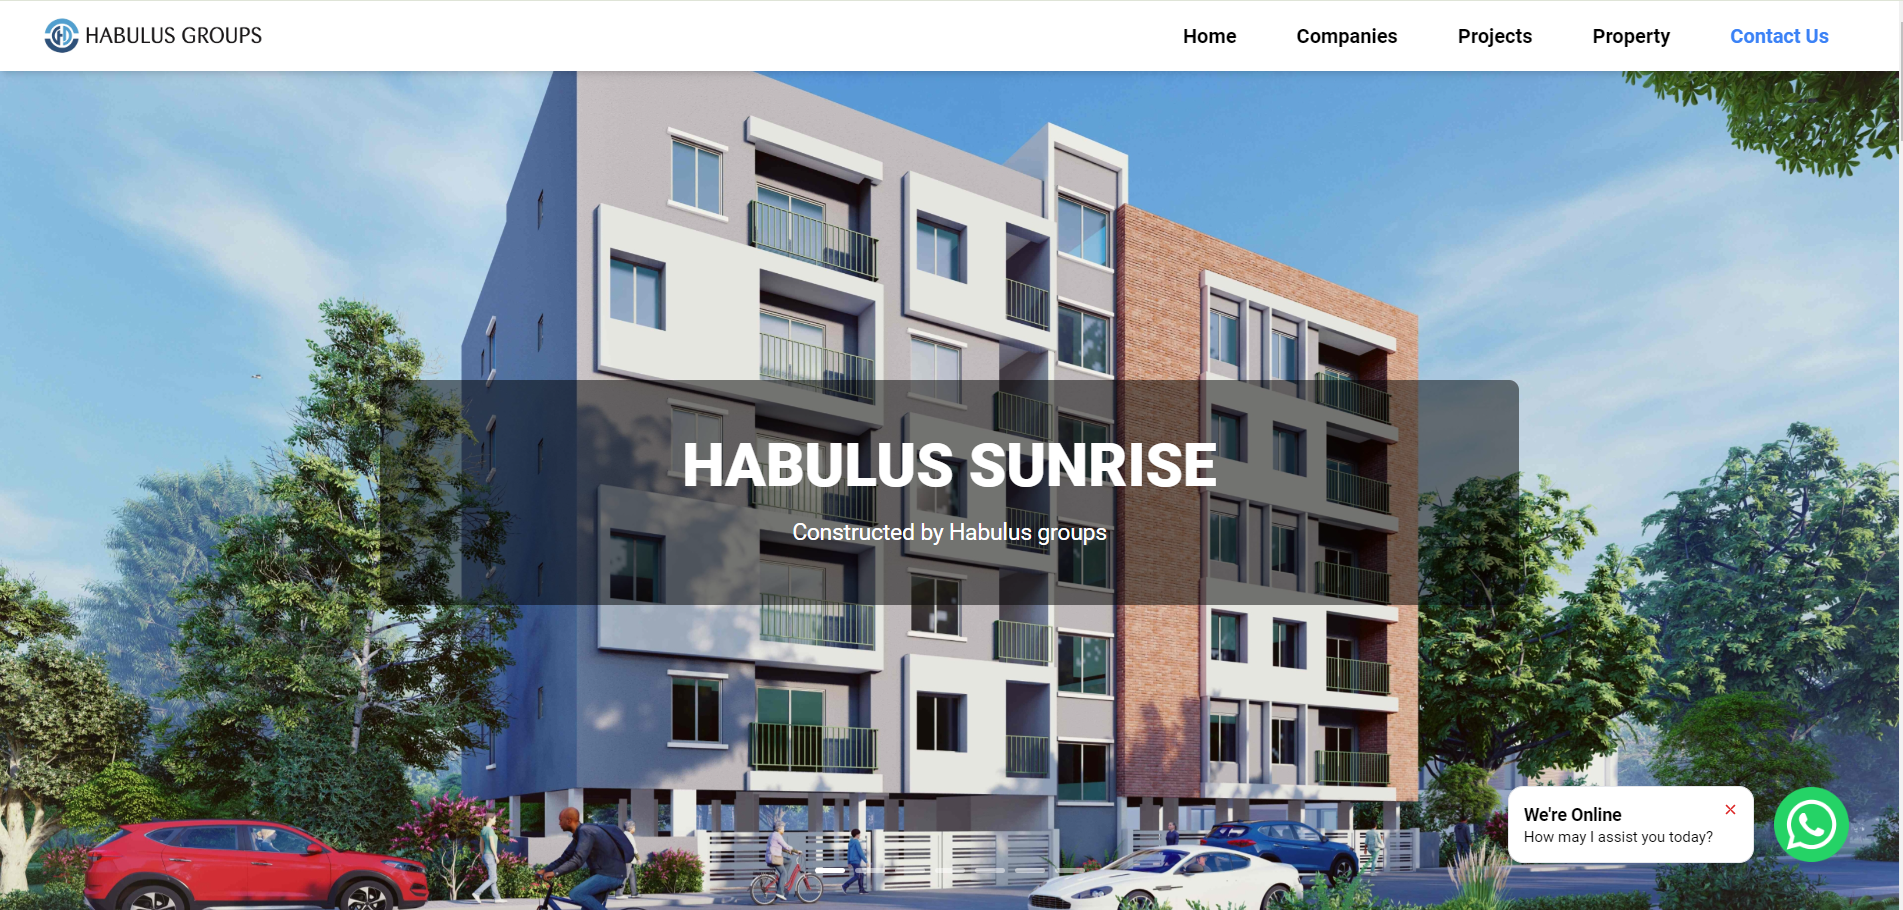 HABULUS GROUPS
Home
Companies
Projects
Property
Contact Us
HABULUS SUNRISE
Constructed by Habulus groups
We're Online
How may I assist you today?